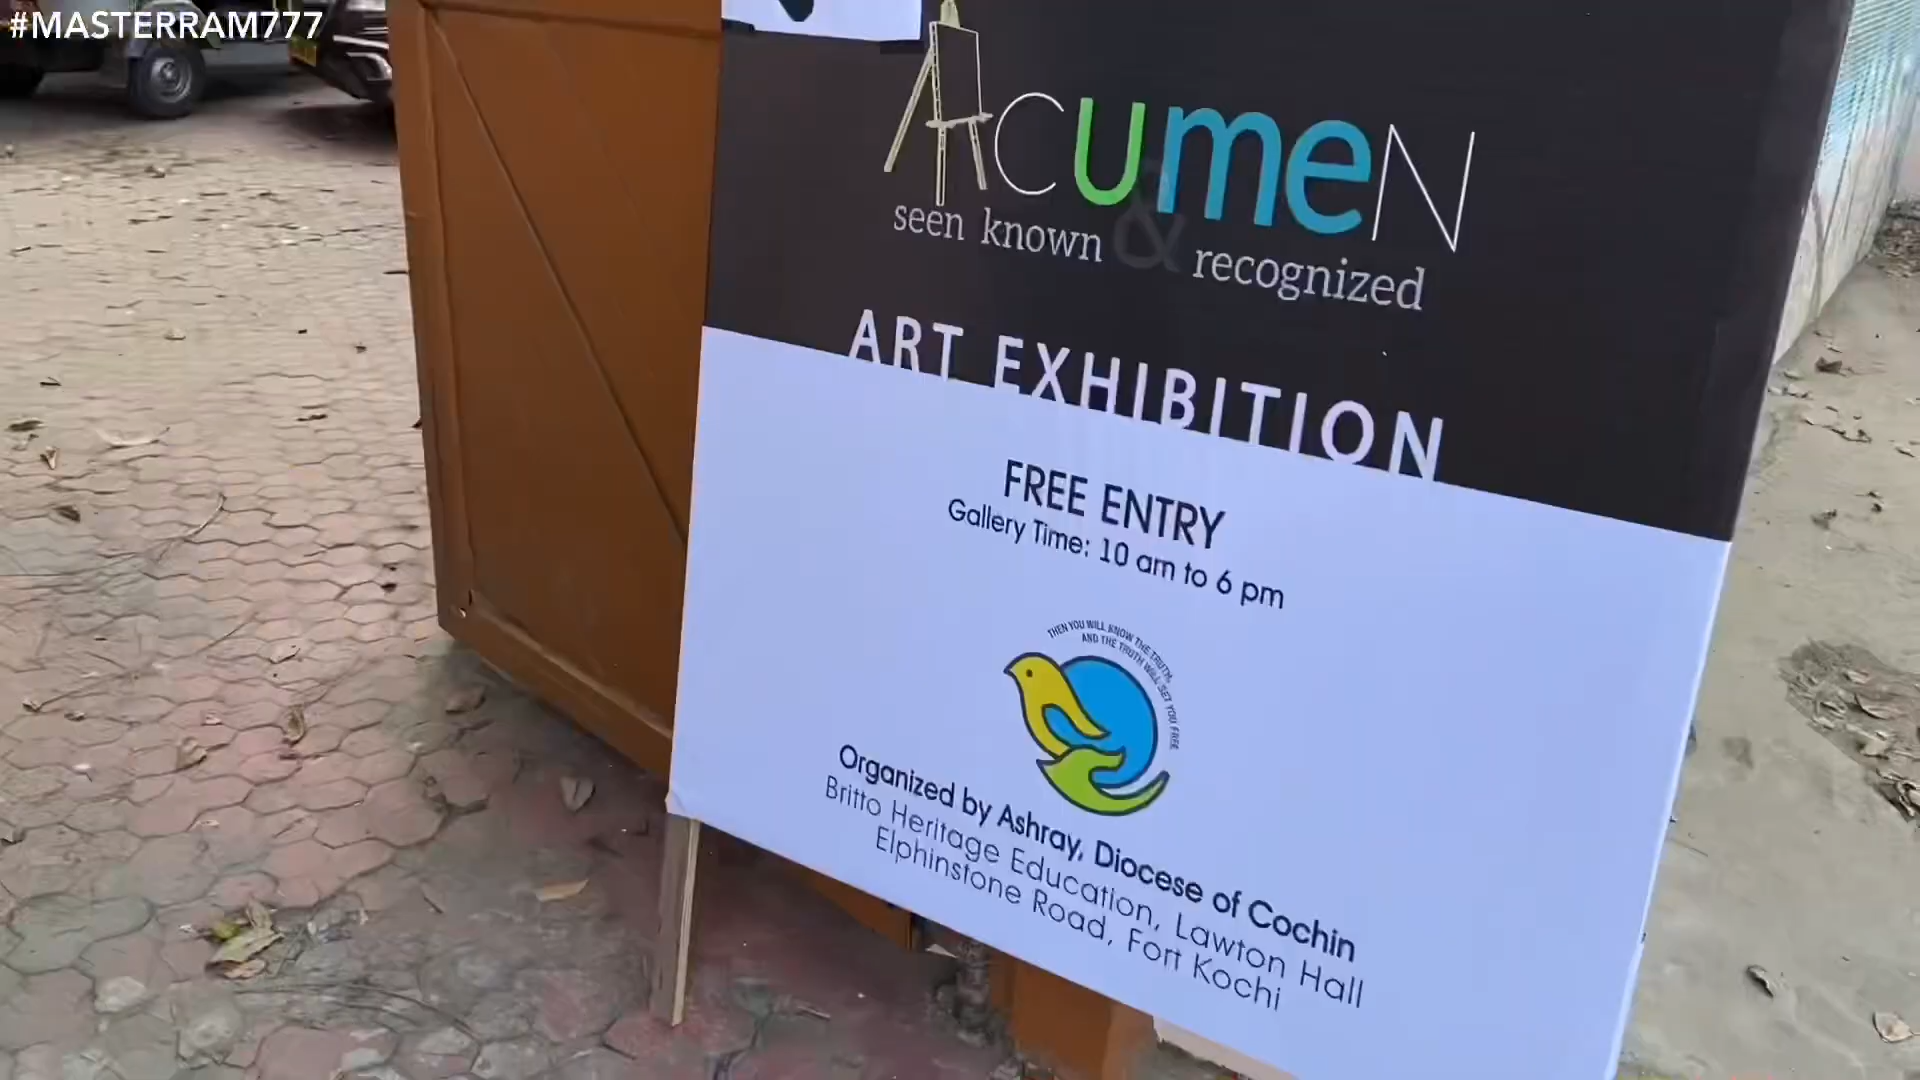 #MASTERRAM777
AcumeN
seen known & recognized
ART EXHIBITION
FREE ENTRY
Gallery Time: 10 am to 6 pm
THEN YOU WILL KNOW THE TRUTH,
AND THE TRUTH WILL SET YOU FREE
Organized by Ashray, Diocese of Cochin
Britto Heritage Education, Lawton Hall
Elphinstone Road, Fort Kochi